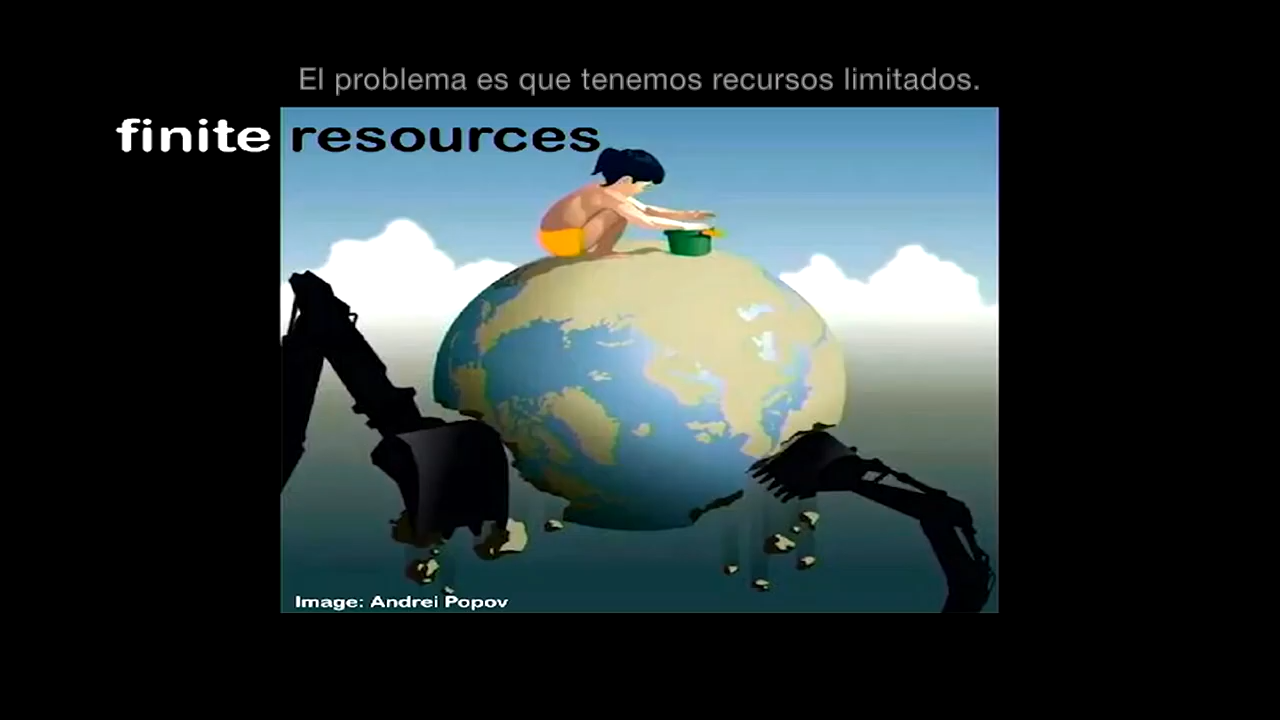 El problema es que tenemos recursos limitados.
finite resources
Image: Andrei Popov